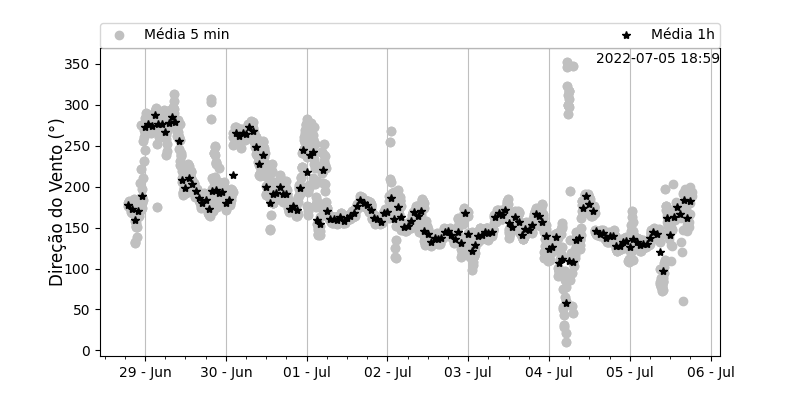 Média 5 min
Média 1h
2022-07-05 18:59
Direção do Vento (°)
350
300
250
200
150
100
50
0
29 - Jun
30 - Jun
01 - Jul
02 - Jul
03 - Jul
04 - Jul
05 - Jul
06 - Jul